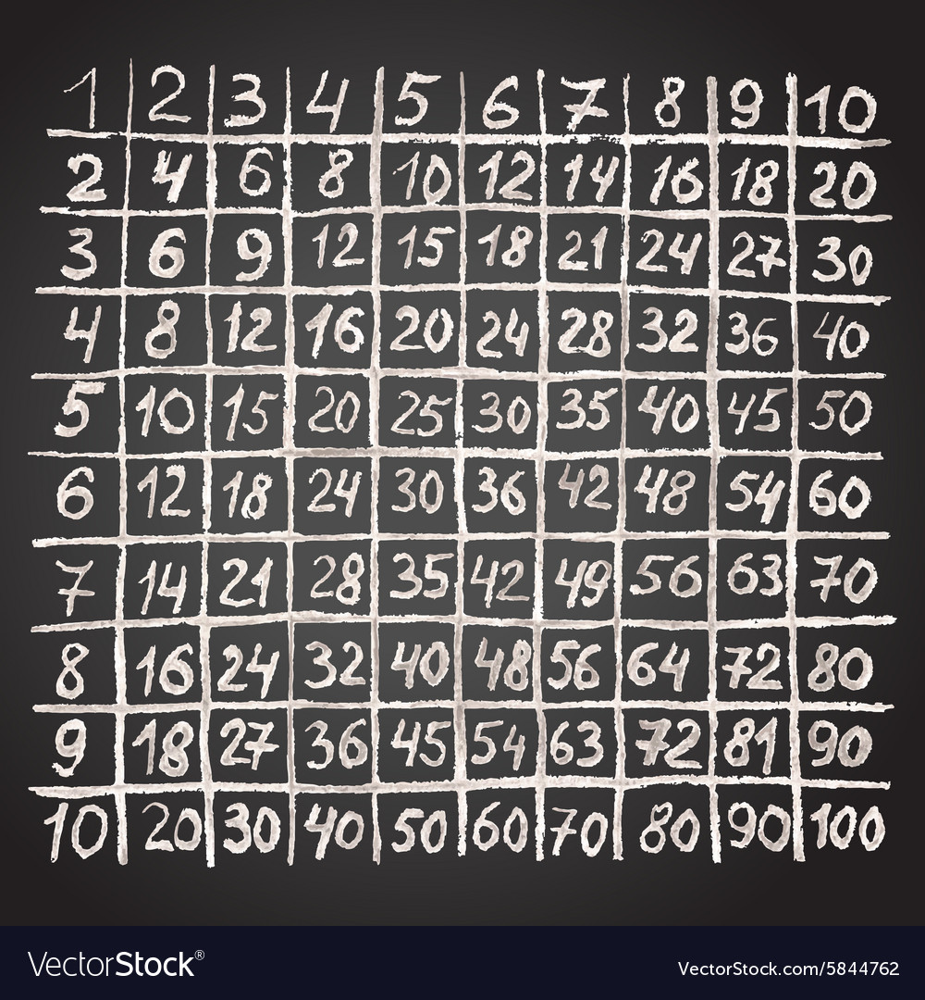 1 2 3 4 5 6 7 8 9 10
2 4 6 8 10 12 14 16 18 20
3 6 9 12 15 18 21 24 27 30
4 8 12 16 20 24 28 32 36 40
5 10 15 20 25 30 35 40 45 50
6 12 18 24 30 36 42 48 54 60
7 14 21 28 35 42 49 56 63 70
8 16 24 32 40 48 56 64 72 80
9 18 27 36 45 54 63 72 81 90
10 20 30 40 50 60 70 80 90 100
VectorStock® VectorStock.com/5844762